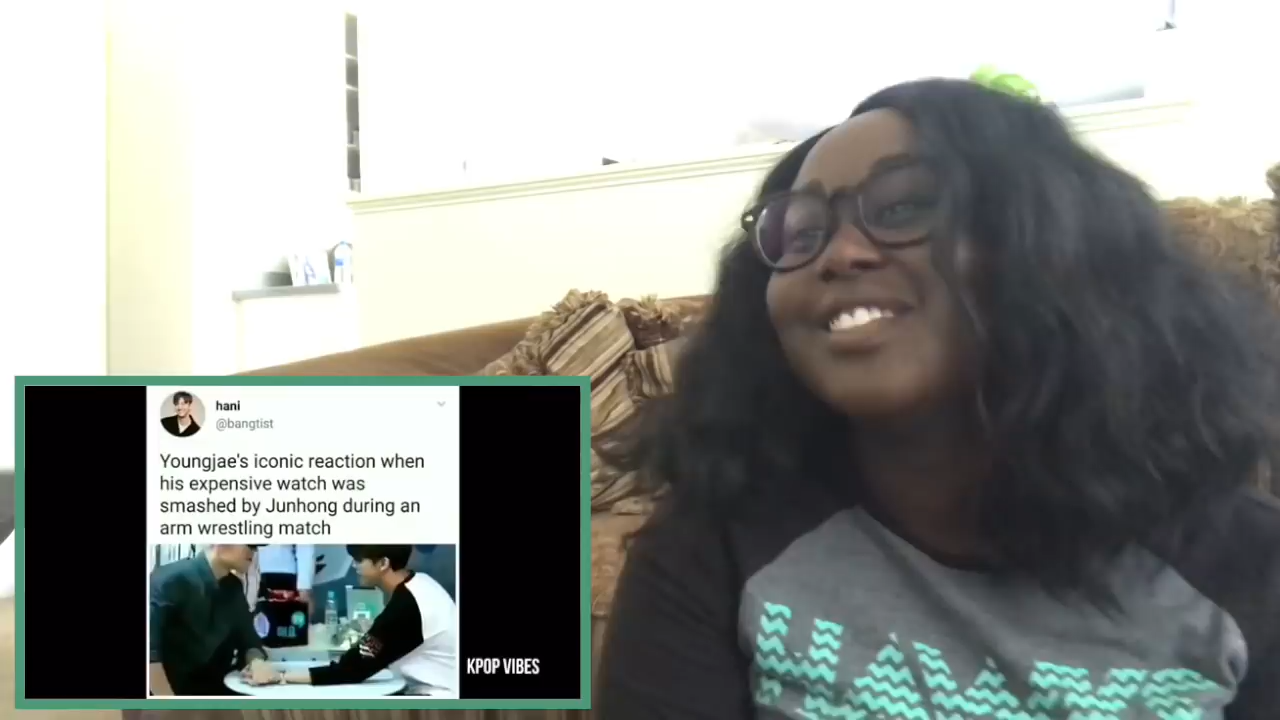 hani
@bangtist
Youngjae's iconic reaction when
his expensive watch was
smashed by Junhong during an
arm wrestling match
KPOP VIBES